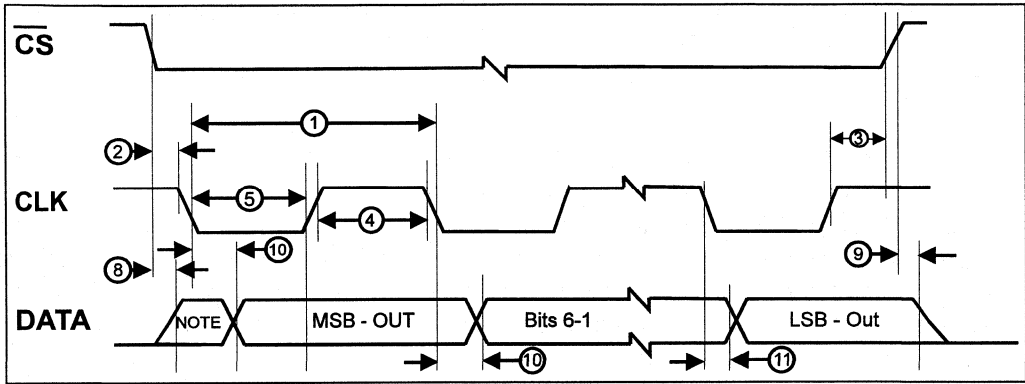 CS
1
2
3
CLK
5
4
10
8
9
DATA
NOTE
MSB - OUT
Bits 6-1
LSB - Out
10
11